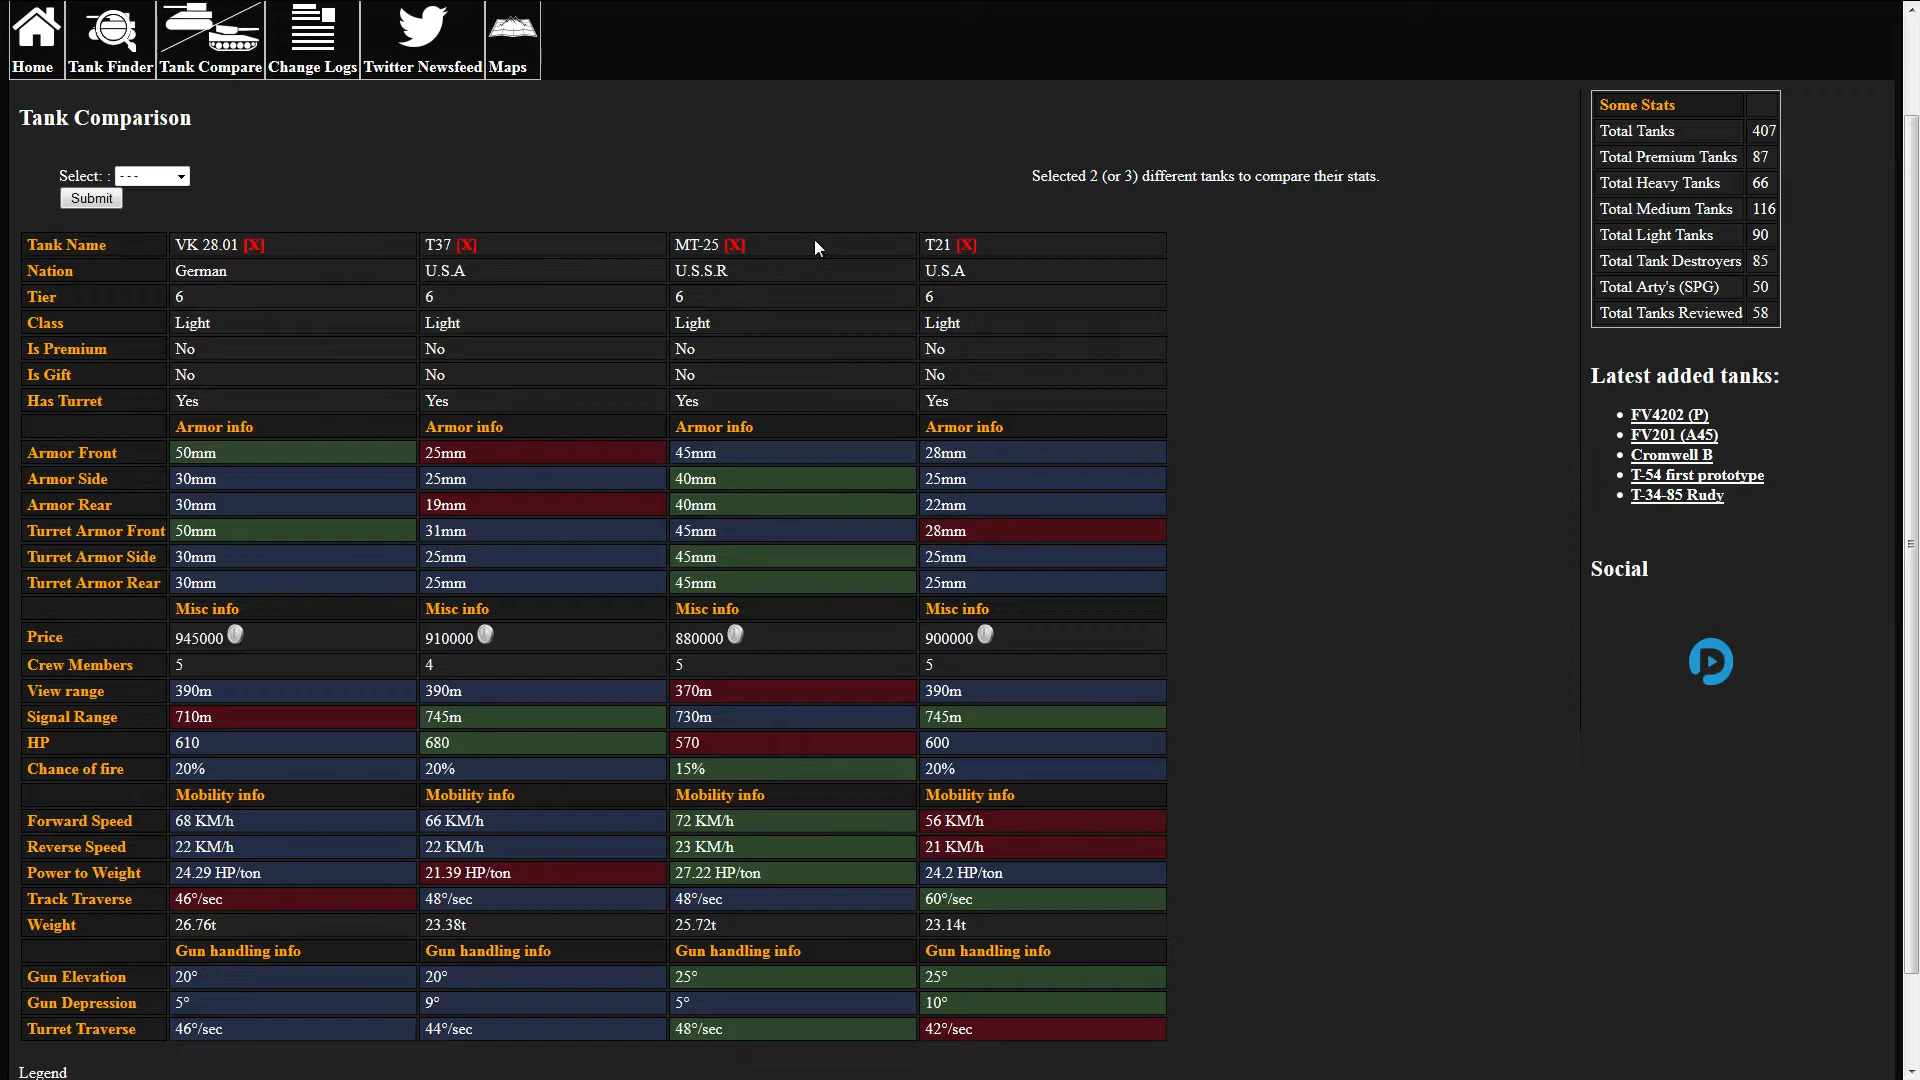 Home Tank Finder Tank Compare Change Logs Twitter Newsfeed Maps
Tank Comparison
Select: : ---
Submit
Selected 2 (or 3) different tanks to compare their stats.
Tank Name VK 28.01 [X] T37 [X] MT-25 [X] T21 [X]
Nation German U.S.A U.S.S.R U.S.A
Tier 6 6 6 6
Class Light Light Light Light
Is Premium No No No No
Is Gift No No No No
Has Turret Yes Yes Yes Yes
Armor info Armor info Armor info Armor info
Armor Front 50mm 25mm 45mm 28mm
Armor Side 30mm 25mm 40mm 25mm
Armor Rear 30mm 19mm 40mm 22mm
Turret Armor Front 50mm 31mm 45mm 28mm
Turret Armor Side 30mm 25mm 45mm 25mm
Turret Armor Rear 30mm 25mm 45mm 25mm
Misc info Misc info Misc info Misc info
Price 945000 910000 880000 900000
Crew Members 5 4 5 5
View range 390m 390m 370m 390m
Signal Range 710m 745m 730m 745m
HP 610 680 570 600
Chance of fire 20% 20% 15% 20%
Mobility info Mobility info Mobility info Mobility info
Forward Speed 68 KM/h 66 KM/h 72 KM/h 56 KM/h
Reverse Speed 22 KM/h 22 KM/h 23 KM/h 21 KM/h
Power to Weight 24.29 HP/ton 21.39 HP/ton 27.22 HP/ton 24.2 HP/ton
Track Traverse 46°/sec 48°/sec 48°/sec 60°/sec
Weight 26.76t 23.38t 25.72t 23.14t
Gun handling info Gun handling info Gun handling info Gun handling info
Gun Elevation 20° 20° 25° 25°
Gun Depression 5° 9° 5° 10°
Turret Traverse 46°/sec 44°/sec 48°/sec 42°/sec
Legend
Some Stats
Total Tanks 407
Total Premium Tanks 87
Total Heavy Tanks 66
Total Medium Tanks 116
Total Light Tanks 90
Total Tank Destroyers 85
Total Arty's (SPG) 50
Total Tanks Reviewed 58
Latest added tanks:
FV4202 (P)
FV201 (A45)
Cromwell B
T-54 first prototype
T-34-85 Rudy
Social